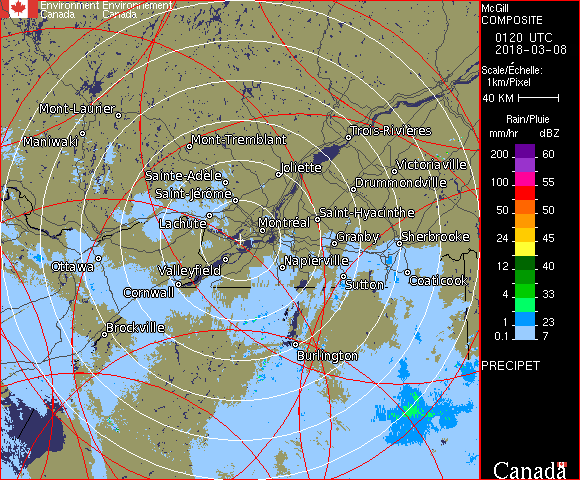 Environment Environnement
Canada Canada
McGill
COMPOSITE
0120 UTC
2018-03-08
Scale/Échelle:
1km/Pixel
40 KM
Rain/Pluie
mm/hr dBZ
200 60
100 55
75 55
50 50
24 45
12 40
4 33
1 23
0.1 7
PRECIPET
Canada
Mont-Laurier
Maniwaki
Mont-Tremblant
Trois-Rivières
Joliette
Victoriaville
Sainte-Adèle
Drummondville
Saint-Jérôme
Saint-Hyacinthe
Lachute
Montréal
Granby
Sherbrooke
Ottawa
Valleyfield
Napierville
Cornwall
Sutton
Coaticook
Brockville
Burlington